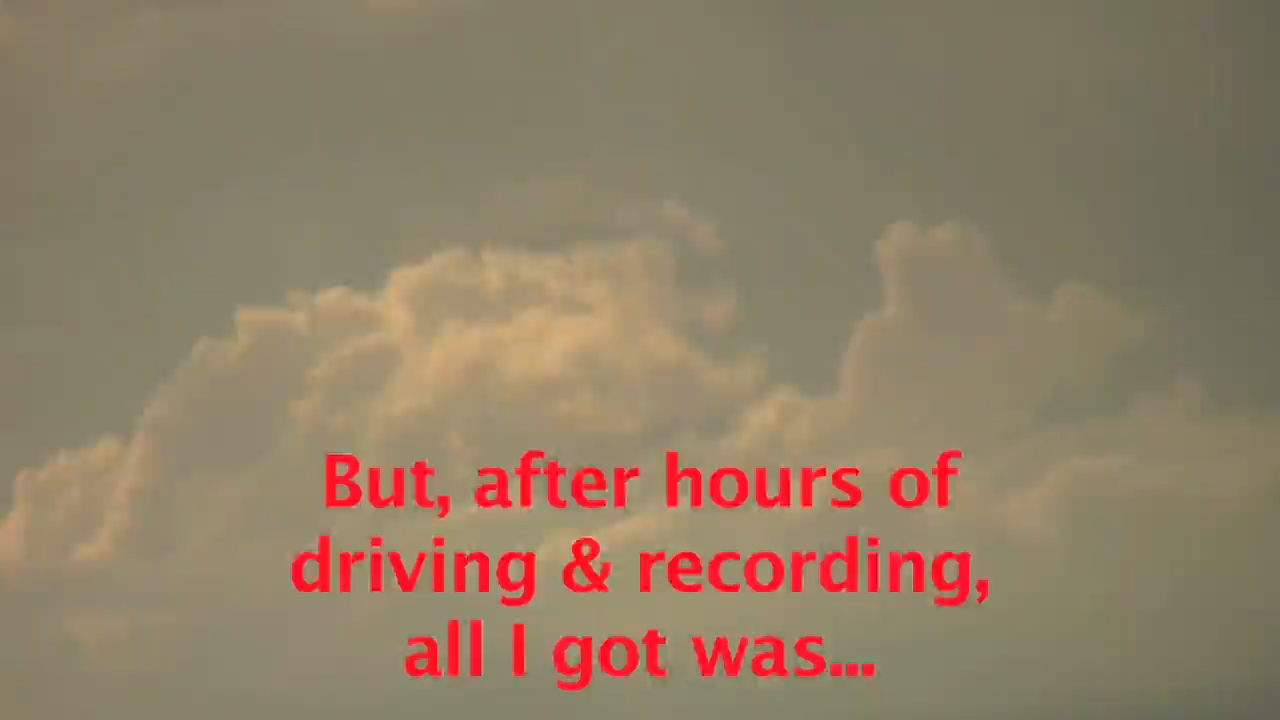 But, after hours of
driving & recording,
all I got was...